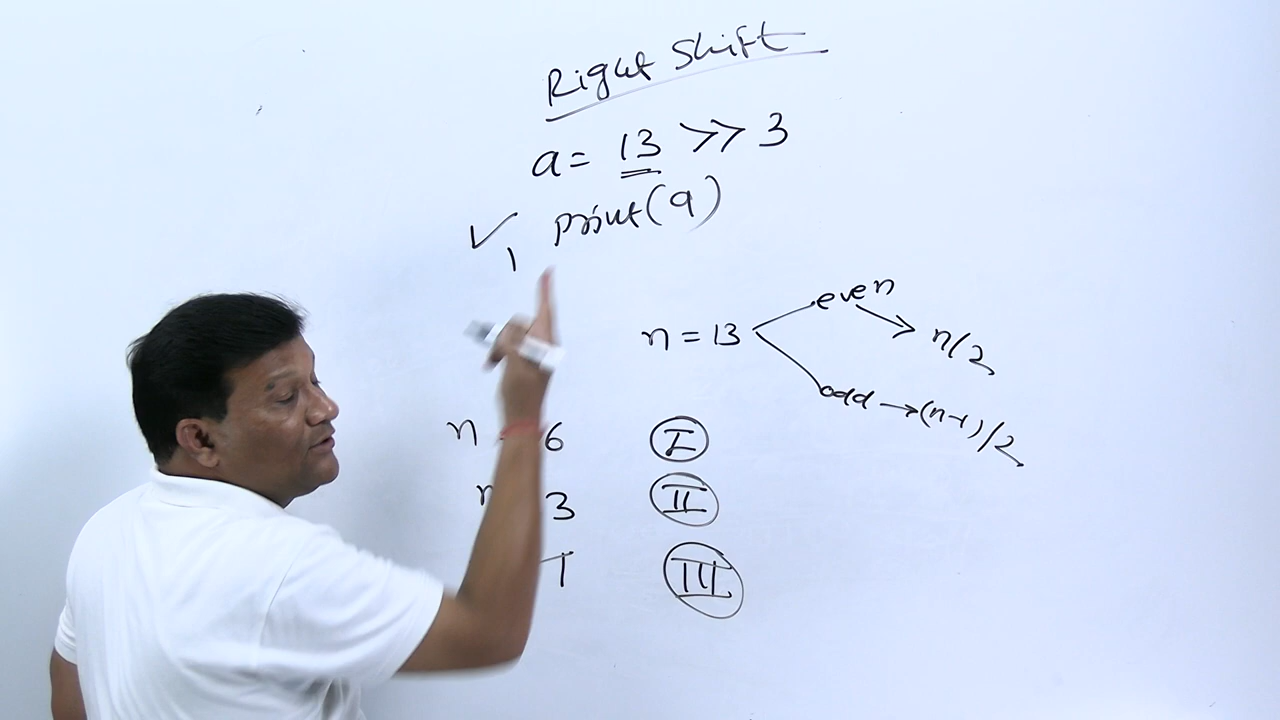 Right Shift
a = 13 >> 3
✓ print(a)
1
even
n = 13
n/2
odd → (n-1)/2
n 6 I
n 3 II
1 III